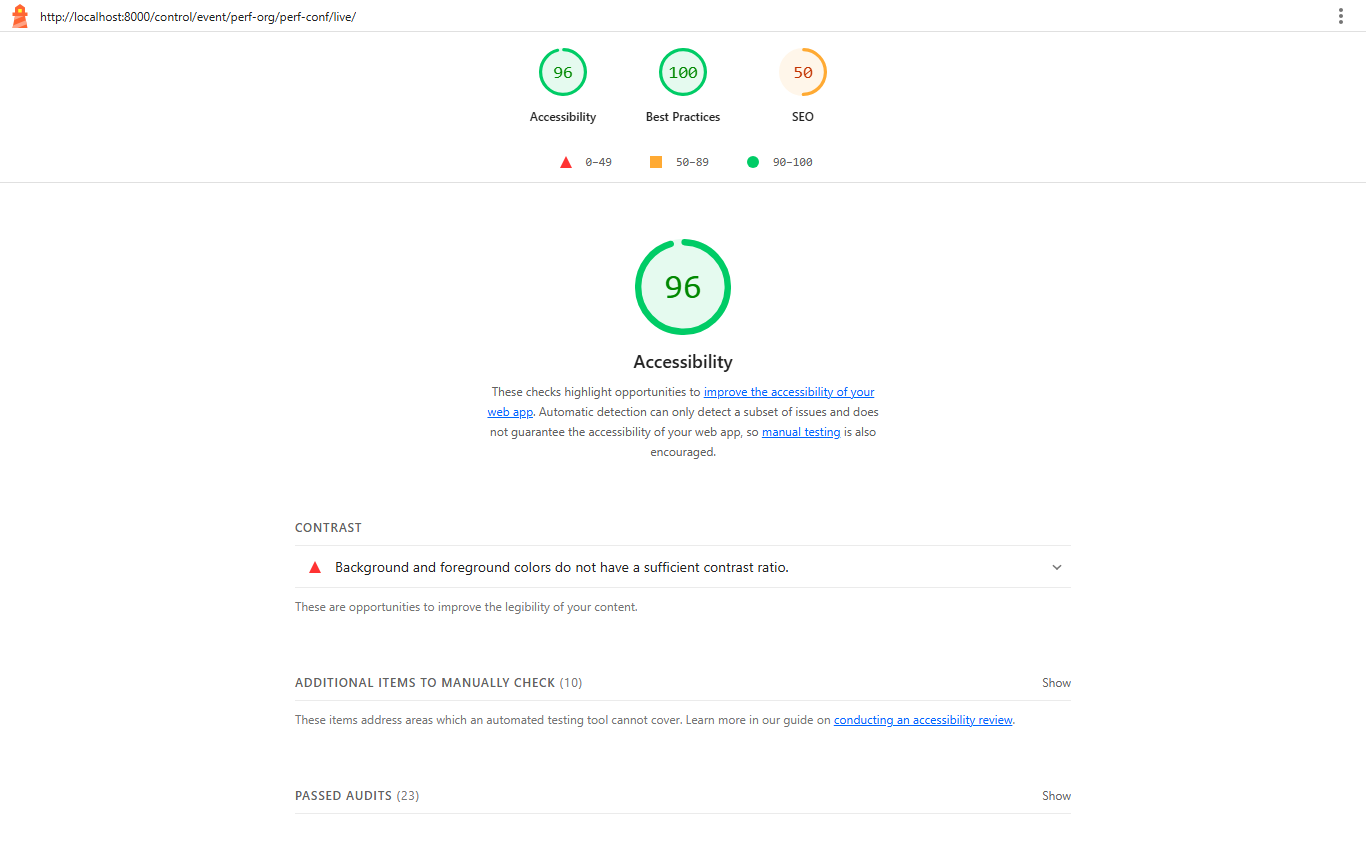 http://localhost:8000/control/event/perf-org/perf-conf/live/
96 100 50
Accessibility Best Practices SEO
0–49 50–89 90–100
96
Accessibility
These checks highlight opportunities to improve the accessibility of your
web app. Automatic detection can only detect a subset of issues and does
not guarantee the accessibility of your web app, so manual testing is also
encouraged.
CONTRAST
Background and foreground colors do not have a sufficient contrast ratio.
These are opportunities to improve the legibility of your content.
ADDITIONAL ITEMS TO MANUALLY CHECK (10) Show
These items address areas which an automated testing tool cannot cover. Learn more in our guide on conducting an accessibility review.
PASSED AUDITS (23) Show